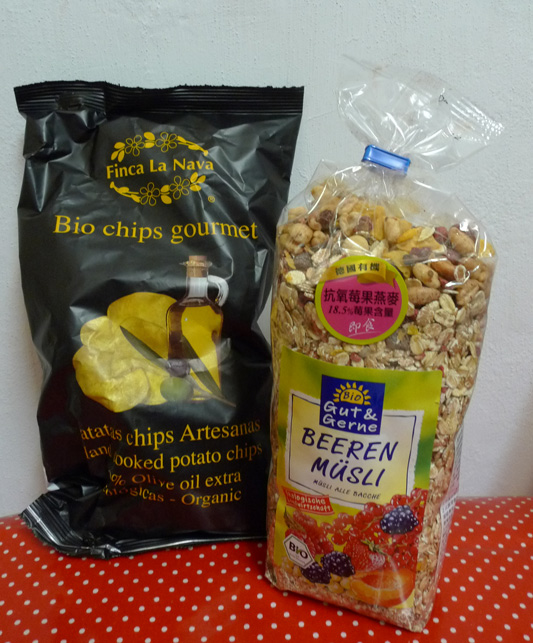 Finca La Nava
®
Bio chips gourmet
atatas chips Artesanas
cooked potato chips
Olive oil extra
- Organic
德國有機
抗氧莓果燕麥
18.5%莓果含量
即食
Bio
Gut&
Gerne
BEEREN
MÜSLI
MÜSLI ALLE BACCHE
BIO